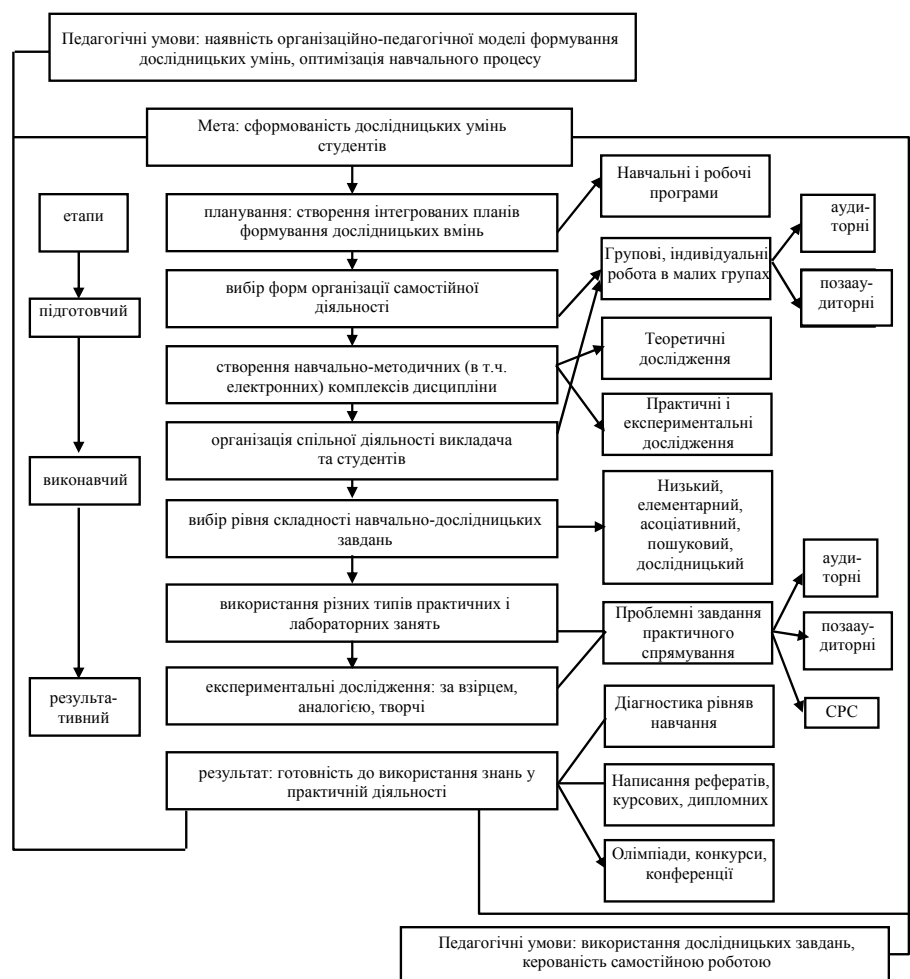 Педагогічні умови: наявність організаційно-педагогічної моделі формування
дослідницьких умінь, оптимізація навчального процесу
Мета: сформованість дослідницьких умінь
студентів
етапи
підготовчий
виконавчий
результа-
тивний
планування: створення інтегрованих планів
формування дослідницьких вмінь
вибір форм організації самостійної
діяльності
створення навчально-методичних (в т.ч.
електронних) комплексів дисципліни
організація спільної діяльності викладача
та студентів
вибір рівня складності навчально-дослідницьких
завдань
використання різних типів практичних і
лабораторних занять
експериментальні дослідження: за взірцем,
аналогією, творчі
результат: готовність до використання знань у
практичній діяльності
Навчальні і робочі
програми
Групові, індивідуальні
робота в малих групах
Теоретичні
дослідження
Практичні і
експериментальні
дослідження
Низький,
елементарний,
асоціативний,
пошуковий,
дослідницький
Проблемні завдання
практичного
спрямування
Діагностика рівняв
навчання
Написання рефератів,
курсових, дипломних
Олімпіади, конкурси,
конференції
ауди-
торні
позаау-
диторні
ауди-
торні
позаау-
диторні
СРС
Педагогічні умови: використання дослідницьких завдань,
керованість самостійною роботою